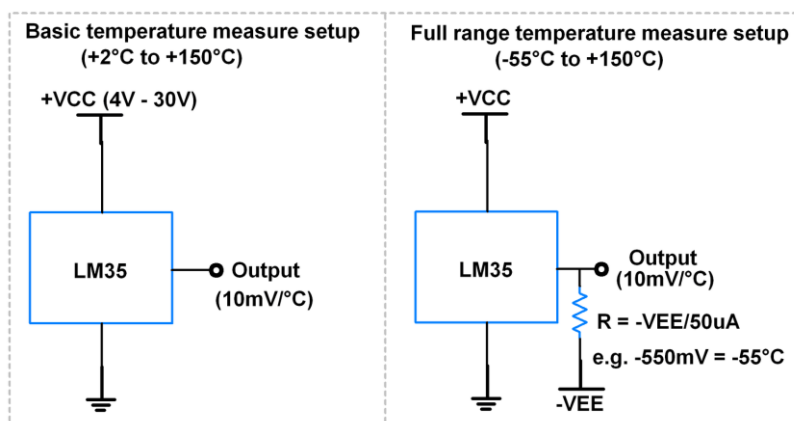 Basic temperature measure setup
(+2°C to +150°C)
+VCC (4V - 30V)
LM35
Output
(10mV/°C)
Full range temperature measure setup
(-55°C to +150°C)
+VCC
LM35
Output
(10mV/°C)
R = -VEE/50uA
e.g. -550mV = -55°C
-VEE